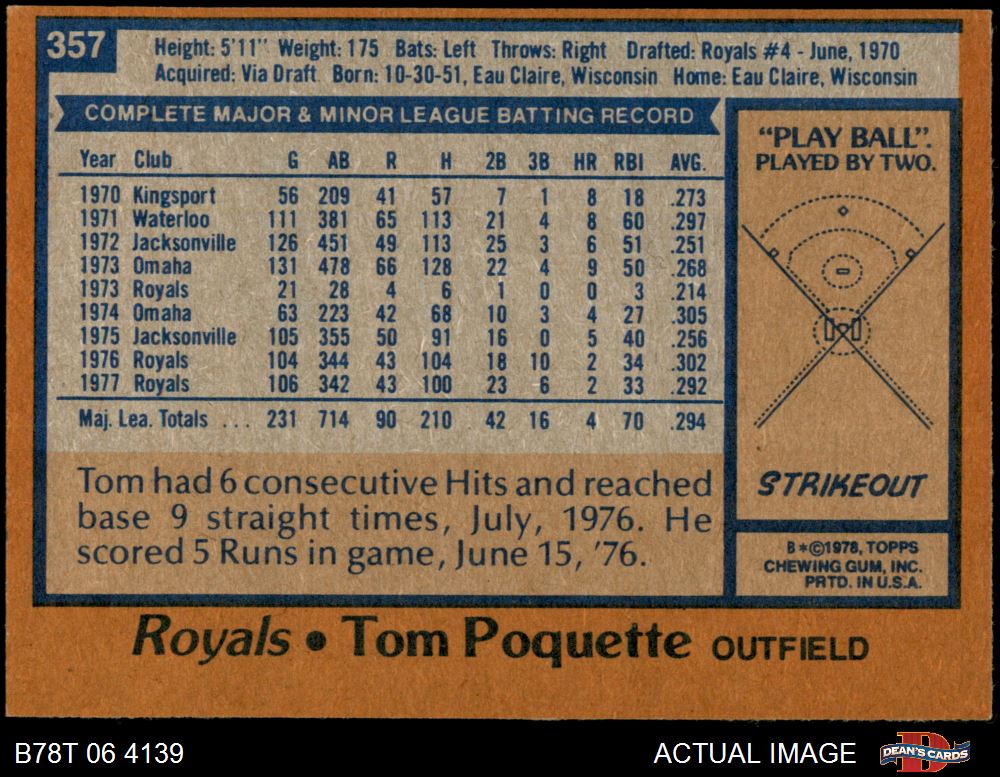 357
Height: 5'11" Weight: 175 Bats: Left Throws: Right Drafted: Royals #4 - June, 1970
Acquired: Via Draft Born: 10-30-51, Eau Claire, Wisconsin Home: Eau Claire, Wisconsin
COMPLETE MAJOR & MINOR LEAGUE BATTING RECORD
Year Club G AB R H 2B 3B HR RBI AVG.
1970 Kingsport 56 209 41 57 7 1 8 18 .273
1971 Waterloo 111 381 65 113 21 4 8 60 .297
1972 Jacksonville 126 451 49 113 25 3 6 51 .251
1973 Omaha 131 478 66 128 22 4 9 50 .268
1973 Royals 21 28 4 6 1 0 0 3 .214
1974 Omaha 63 223 42 68 10 3 4 27 .305
1975 Jacksonville 105 355 50 91 16 0 5 40 .256
1976 Royals 104 344 43 104 18 10 2 34 .302
1977 Royals 106 342 43 100 23 6 2 33 .292
Maj. Lea. Totals ... 231 714 90 210 42 16 4 70 .294
Tom had 6 consecutive Hits and reached
base 9 straight times, July, 1976. He
scored 5 Runs in game, June 15, '76.
"PLAY BALL".
PLAYED BY TWO.
STRIKEOUT
B*©1978, TOPPS
CHEWING GUM, INC.
PRTD. IN U.S.A.
Royals • Tom Poquette OUTFIELD
B78T 06 4139
ACTUAL IMAGE
DEAN'S CARDS